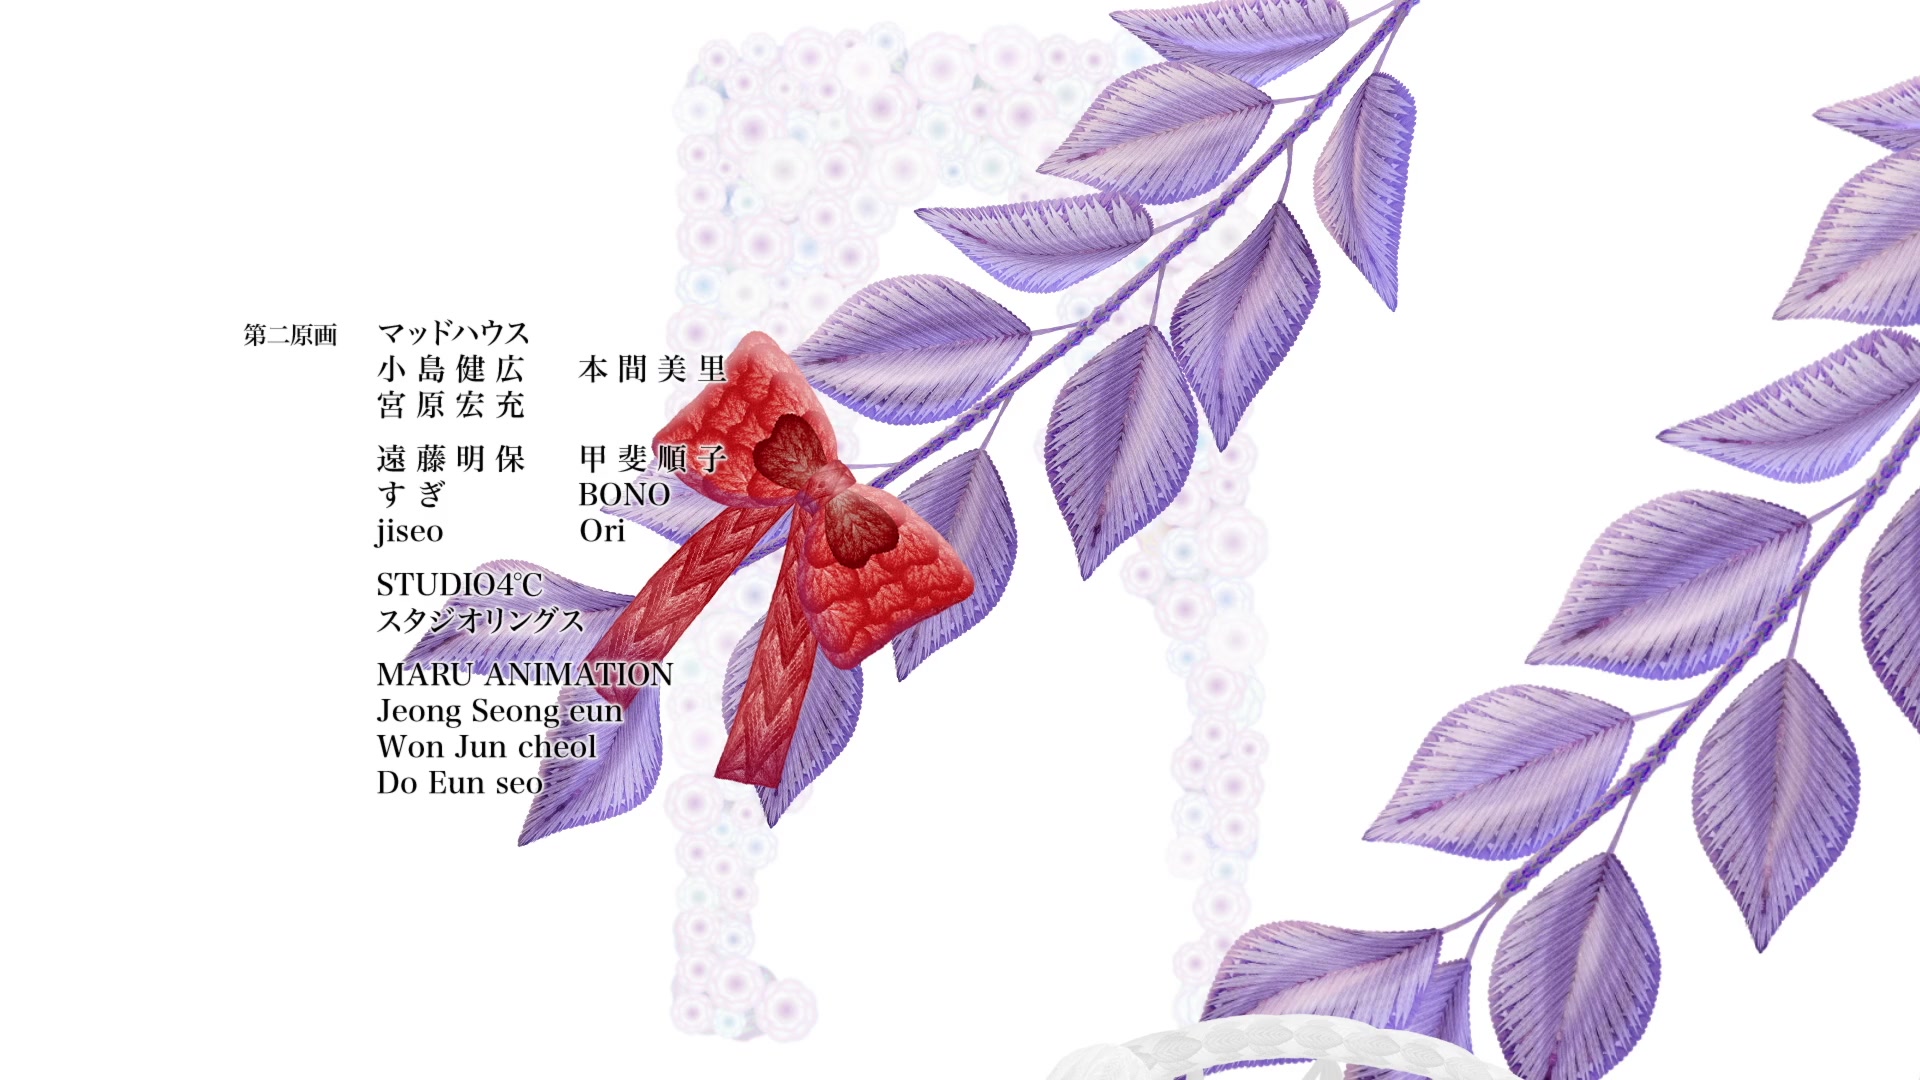 第二原画 マッドハウス
小島健広 本間美里
宮原宏充
遠藤明保 甲斐順子
すぎ BONO
jiseo Ori
STUDIO4℃
スタジオリングス
MARU ANIMATION
Jeong Seong eun
Won Jun cheol
Do Eun seo